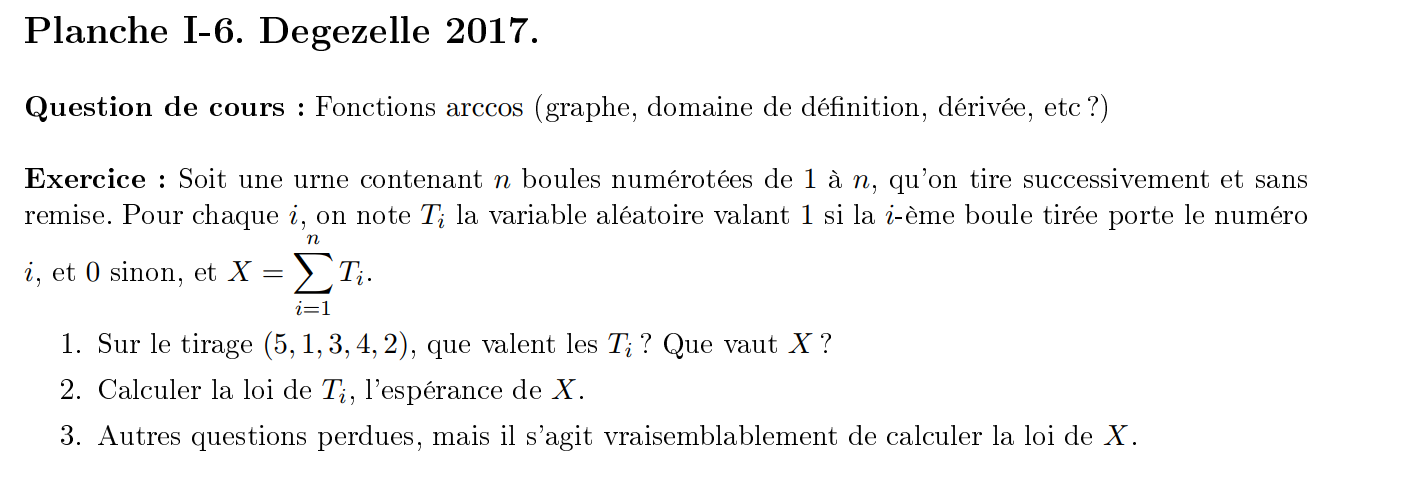 Planche I-6. Degezelle 2017.
Question de cours : Fonctions arccos (graphe, domaine de définition, dérivée, etc ?)
Exercice : Soit une urne contenant n boules numérotées de 1 à n, qu'on tire successivement et sans
remise. Pour chaque i, on note T_i la variable aléatoire valant 1 si la i-ème boule tirée porte le numéro
i, et 0 sinon, et X = \sum_{i=1}^{n} T_i.
1. Sur le tirage (5, 1, 3, 4, 2), que valent les T_i ? Que vaut X ?
2. Calculer la loi de T_i, l'espérance de X.
3. Autres questions perdues, mais il s'agit vraisemblablement de calculer la loi de X.